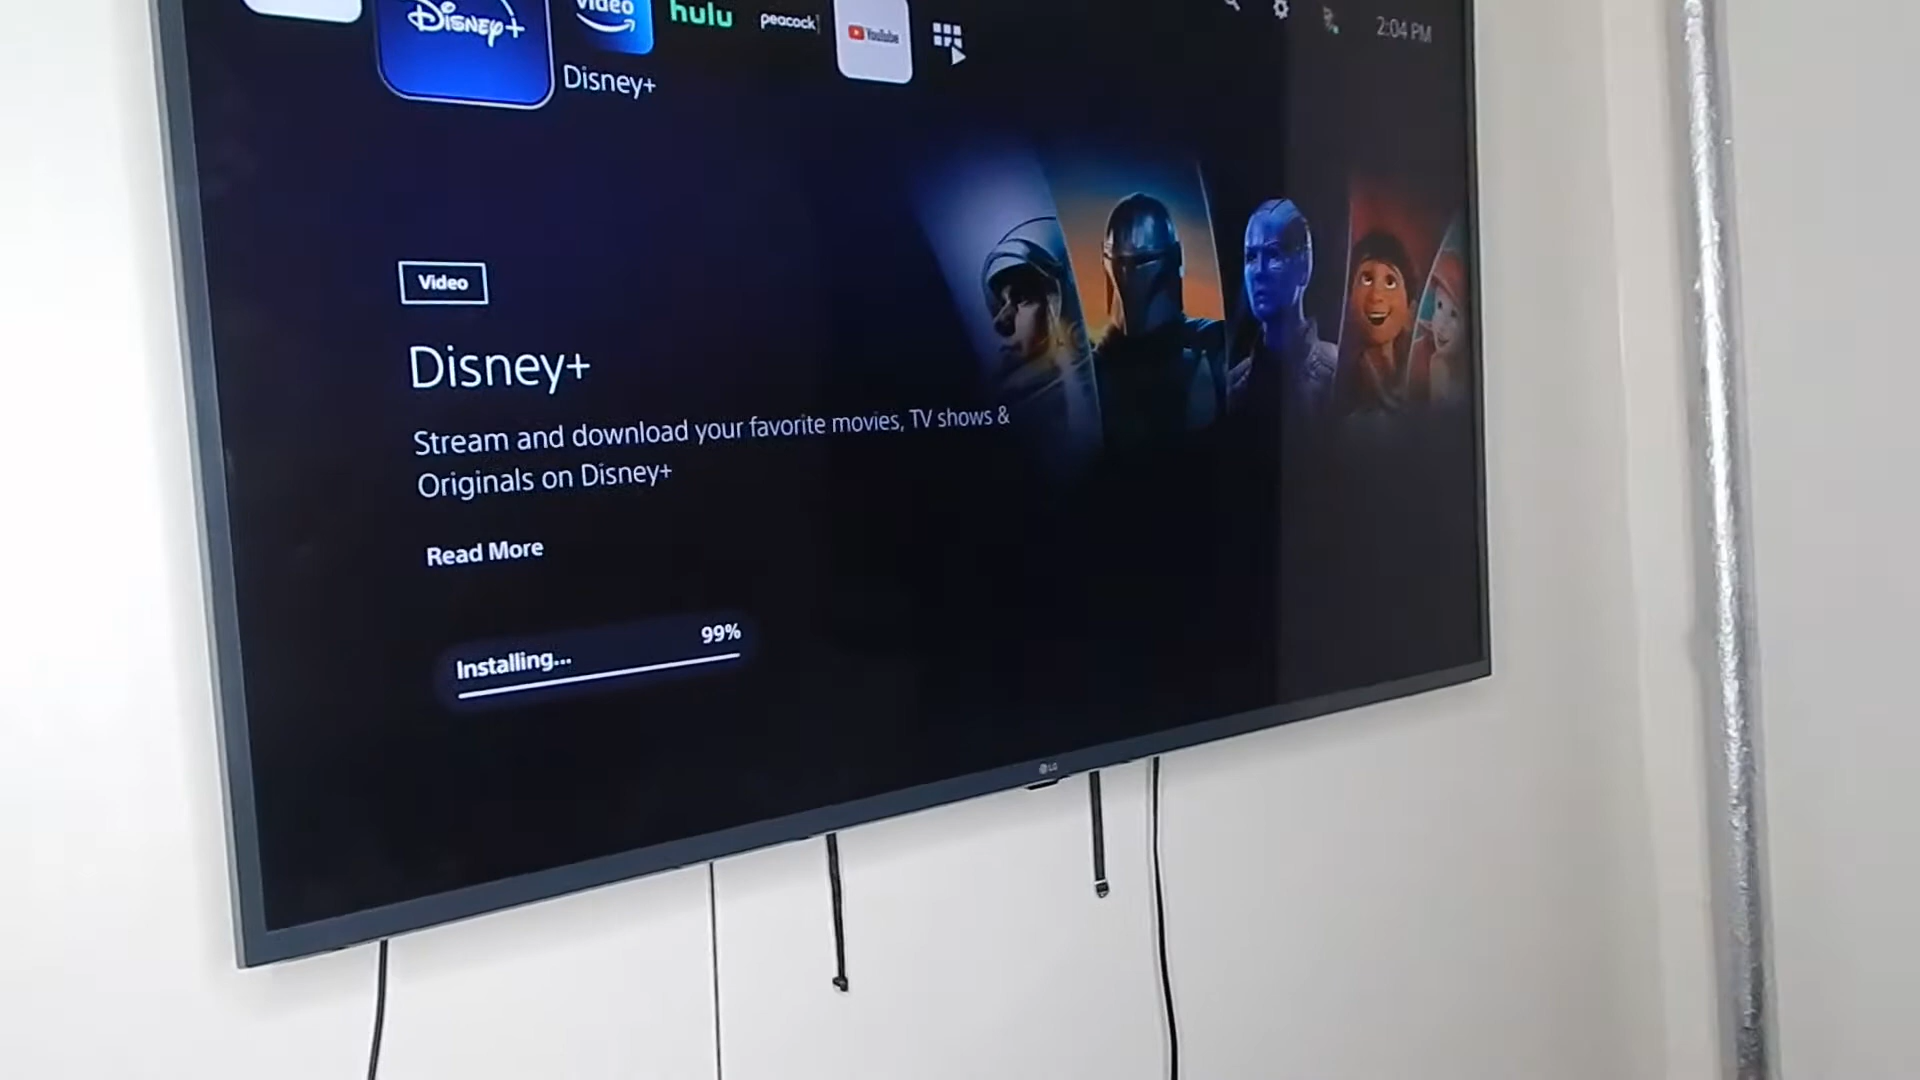 Disney+
video
hulu
peacock
YouTube
2:04 PM
Disney+
Video
Disney+
Stream and download your favorite movies, TV shows &
Originals on Disney+
Read More
Installing...
99%
LG